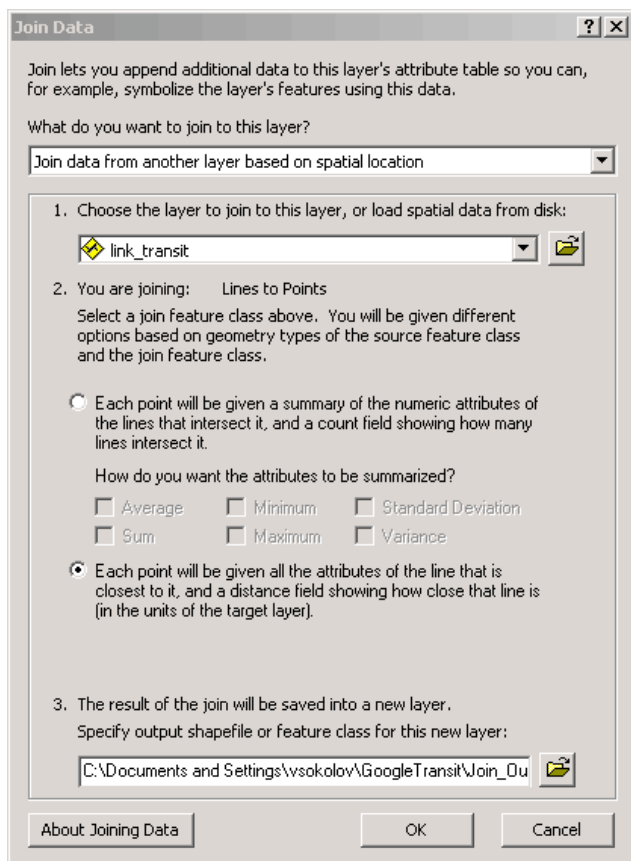 Join Data
Join lets you append additional data to this layer's attribute table so you can,
for example, symbolize the layer's features using this data.
What do you want to join to this layer?
Join data from another layer based on spatial location
1. Choose the layer to join to this layer, or load spatial data from disk:
link_transit
2. You are joining: Lines to Points
Select a join feature class above. You will be given different
options based on geometry types of the source feature class
and the join feature class.
Each point will be given a summary of the numeric attributes of
the lines that intersect it, and a count field showing how many
lines intersect it.
How do you want the attributes to be summarized?
Average Minimum Standard Deviation
Sum Maximum Variance
Each point will be given all the attributes of the line that is
closest to it, and a distance field showing how close that line is
(in the units of the target layer).
3. The result of the join will be saved into a new layer.
Specify output shapefile or feature class for this new layer:
C:\Documents and Settings\vsokolov\GoogleTransit\Join_Ou
About Joining Data OK Cancel